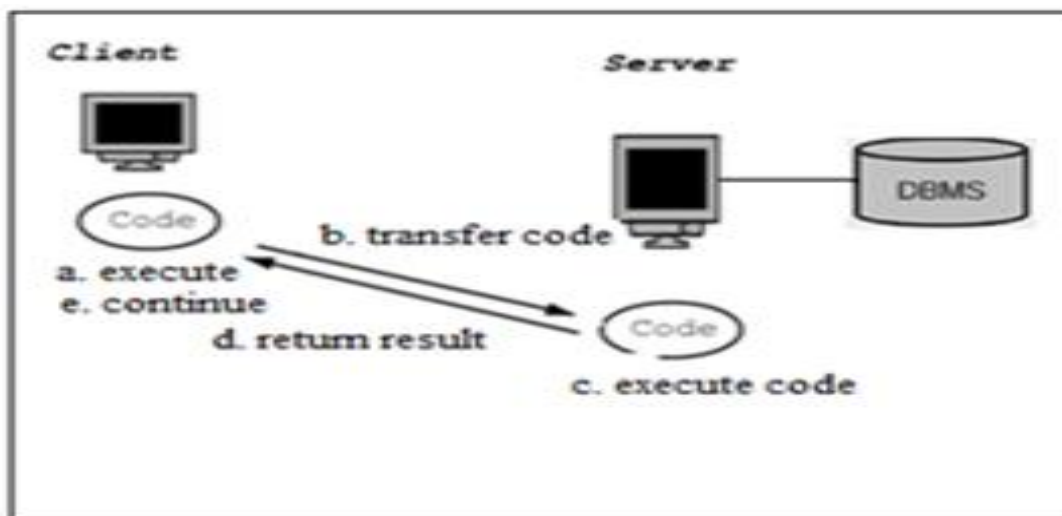 Client
Server
DBMS
Code
b. transfer code
a. execute
e. continue
d. return result
Code
c. execute code